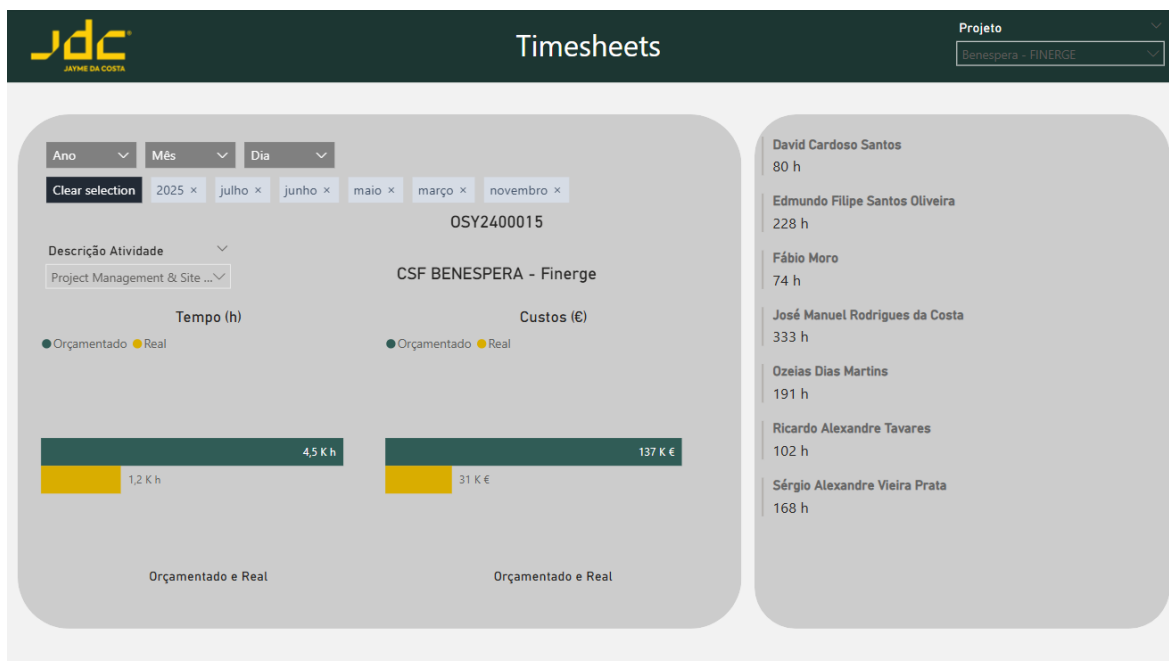 JdC
JAYME DA COSTA
Timesheets
Projeto
Benespera - FINERGE
Ano Mês Dia
Clear selection 2025 × julho × junho × maio × março × novembro ×
OSY2400015
Descrição Atividade
Project Management & Site ...
CSF BENESPERA - Finerge
Tempo (h)
Orçamentado Real
4,5 K h
1,2 K h
Orçamentado e Real
Custos (€)
Orçamentado Real
137 K €
31 K €
Orçamentado e Real
David Cardoso Santos
80 h
Edmundo Filipe Santos Oliveira
228 h
Fábio Moro
74 h
José Manuel Rodrigues da Costa
333 h
Ozeias Dias Martins
191 h
Ricardo Alexandre Tavares
102 h
Sérgio Alexandre Vieira Prata
168 h